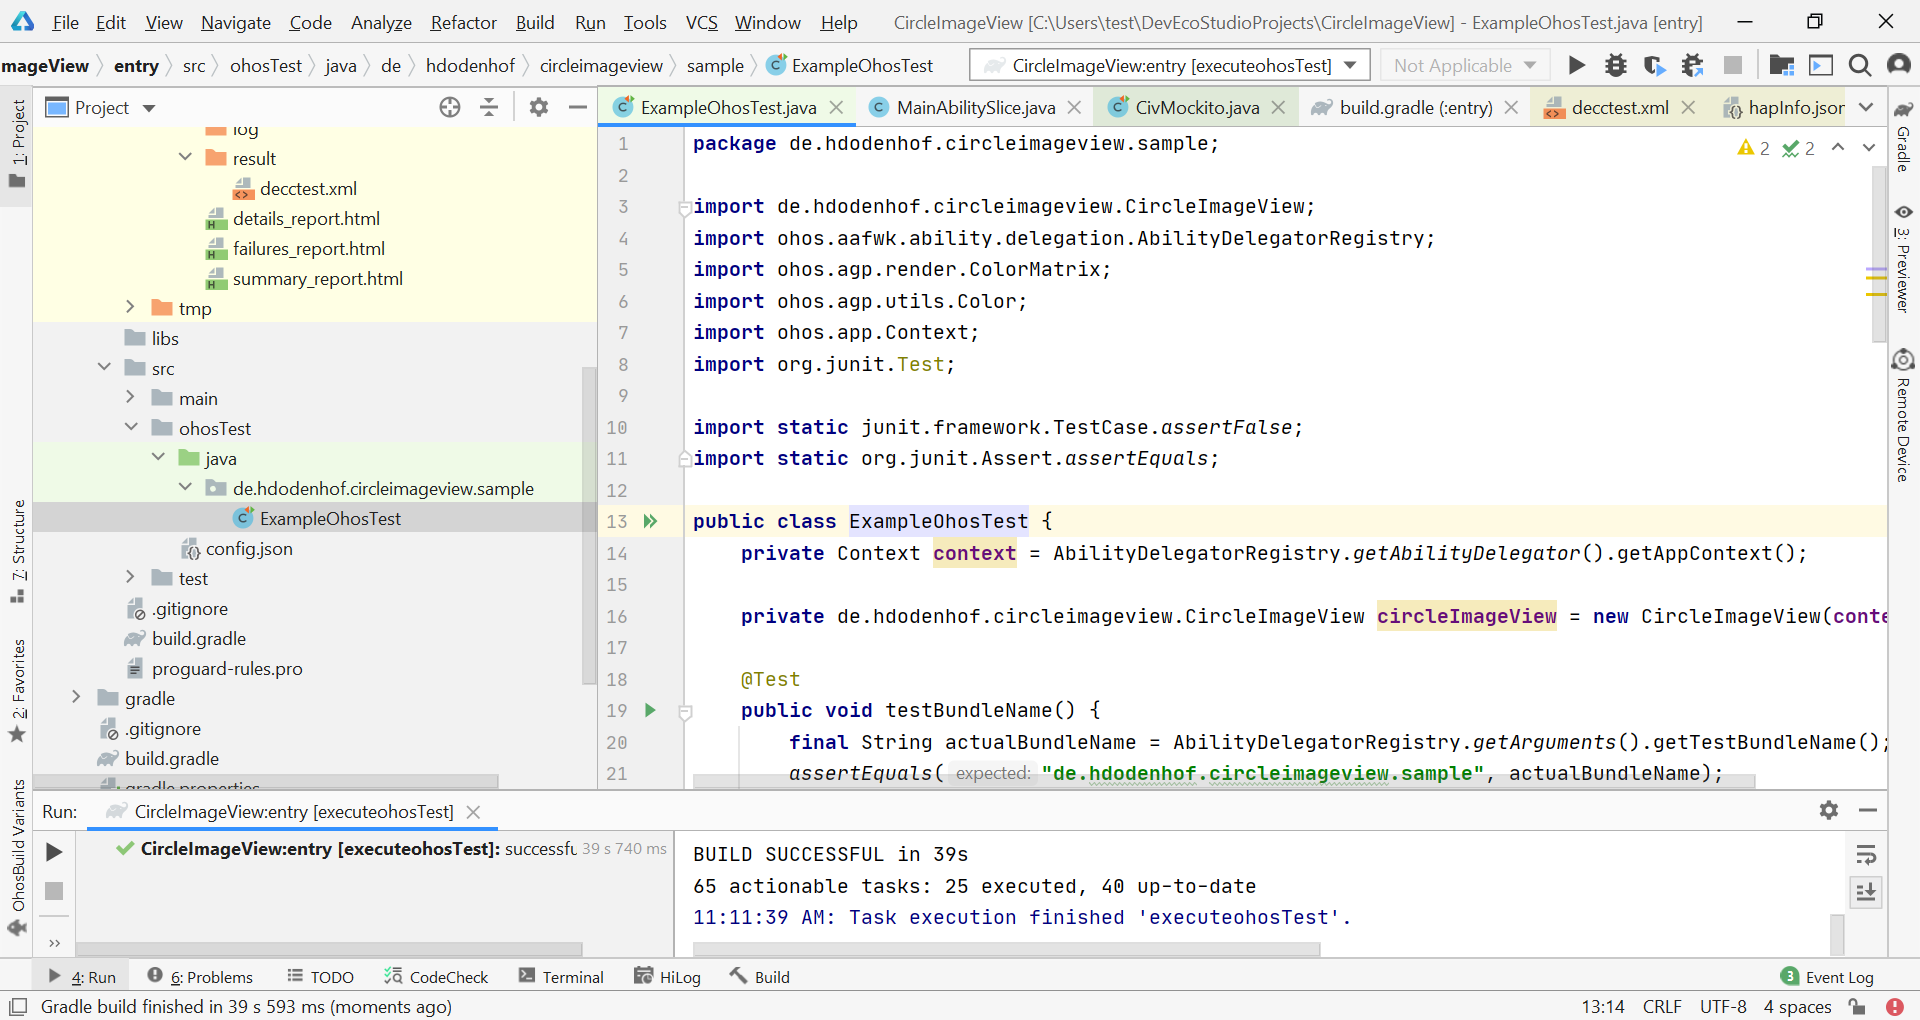 File Edit View Navigate Code Analyze Refactor Build Run Tools VCS Window Help CircleImageView [C:\Users\test\DevEcoStudioProjects\CircleImageView] - ExampleOhosTest.java [entry]
mageView entry src ohosTest java de hdodenhof circleimageview sample ExampleOhosTest CircleImageView:entry [executeohosTest] Not Applicable
Project
ExampleOhosTest.java MainAbilitySlice.java CivMockito.java build.gradle (:entry) decctest.xml hapInfo.jsor
1: Project
7: Structure
2: Favorites
OhosBuild Variants
log
result
decctest.xml
details_report.html
failures_report.html
summary_report.html
tmp
libs
src
main
ohosTest
java
de.hdodenhof.circleimageview.sample
ExampleOhosTest
config.json
test
.gitignore
build.gradle
proguard-rules.pro
gradle
.gitignore
build.gradle
gradle.properties
2 2
1 package de.hdodenhof.circleimageview.sample;
2
3 import de.hdodenhof.circleimageview.CircleImageView;
4 import ohos.aafwk.ability.delegation.AbilityDelegatorRegistry;
5 import ohos.agp.render.ColorMatrix;
6 import ohos.agp.utils.Color;
7 import ohos.app.Context;
8 import org.junit.Test;
9
10 import static junit.framework.TestCase.assertFalse;
11 import static org.junit.Assert.assertEquals;
12
13 public class ExampleOhosTest {
14 private Context context = AbilityDelegatorRegistry.getAbilityDelegator().getAppContext();
15
16 private de.hdodenhof.circleimageview.CircleImageView circleImageView = new CircleImageView(conte
17
18 @Test
19 public void testBundleName() {
20 final String actualBundleName = AbilityDelegatorRegistry.getArguments().getTestBundleName();
21 assertEquals( expected: "de.hdodenhof.circleimageview.sample", actualBundleName);
Gradle
3: Previewer
Remote Device
Run: CircleImageView:entry [executeohosTest]
CircleImageView:entry [executeohosTest]: successfu 39 s 740 ms
BUILD SUCCESSFUL in 39s
65 actionable tasks: 25 executed, 40 up-to-date
11:11:39 AM: Task execution finished 'executeohosTest'.
4: Run 6: Problems TODO CodeCheck Terminal HiLog Build 3 Event Log
Gradle build finished in 39 s 593 ms (moments ago) 13:14 CRLF UTF-8 4 spaces